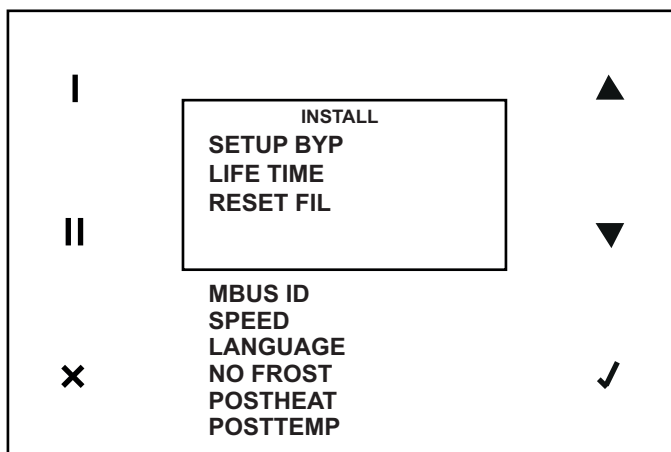 I
INSTALL
SETUP BYP
LIFE TIME
RESET FIL
II
MBUS ID
SPEED
LANGUAGE
NO FROST
POSTHEAT
POSTTEMP